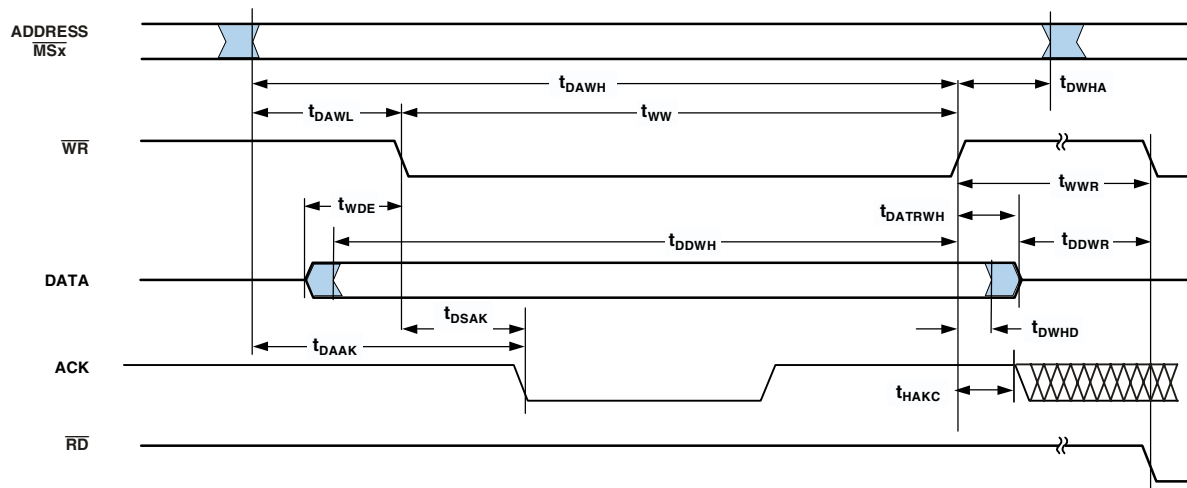 ADDRESS
MSx
tDAWH
tDWHA
tDAWL
tWW
WR
tWWR
tWDE
tDATRWH
tDDWH
tDDWR
DATA
tDSAK
tDWHD
tDAAK
ACK
tHAKC
RD